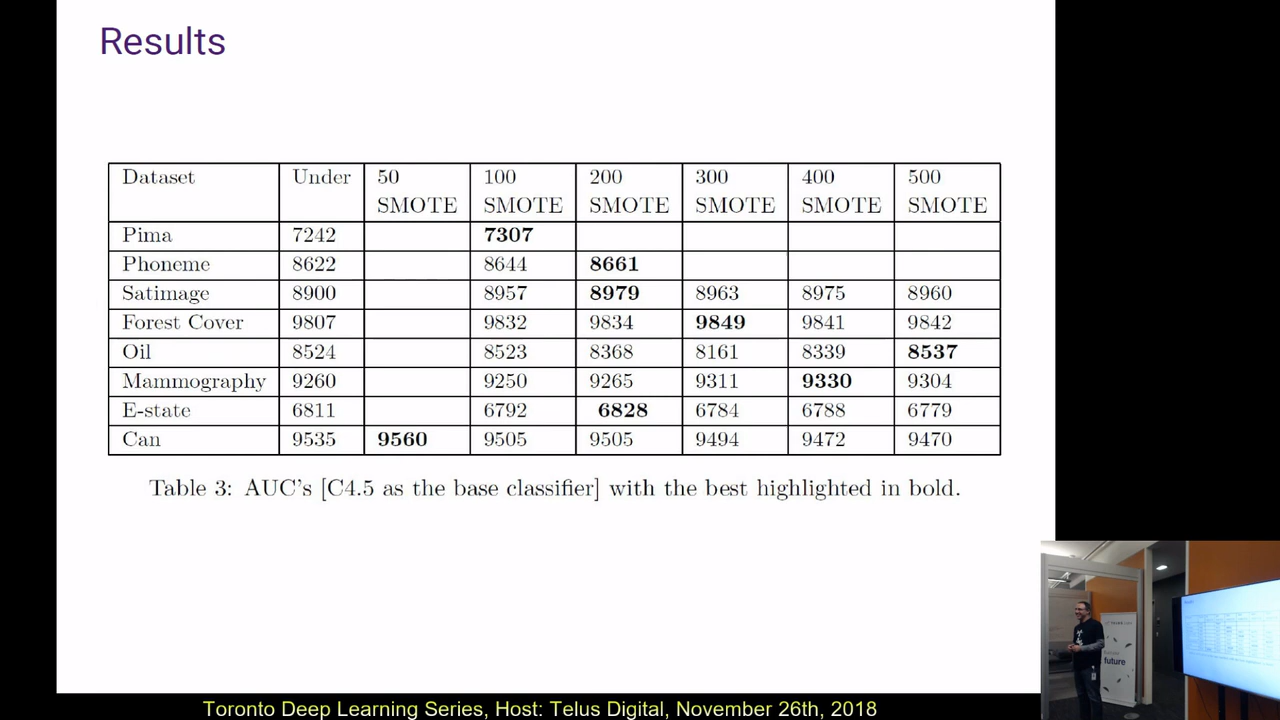 Results
Dataset Under 50 100 200 300 400 500
SMOTE SMOTE SMOTE SMOTE SMOTE SMOTE
Pima 7242 7307
Phoneme 8622 8644 8661
Satimage 8900 8957 8979 8963 8975 8960
Forest Cover 9807 9832 9834 9849 9841 9842
Oil 8524 8523 8368 8161 8339 8537
Mammography 9260 9250 9265 9311 9330 9304
E-state 6811 6792 6828 6784 6788 6779
Can 9535 9560 9505 9505 9494 9472 9470
Table 3: AUC's [C4.5 as the base classifier] with the best highlighted in bold.
future
Toronto Deep Learning Series, Host: Telus Digital, November 26th, 2018